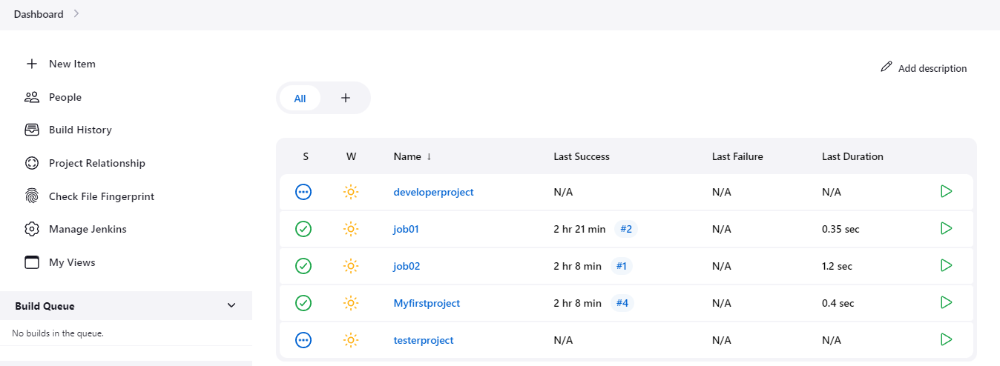 Dashboard
New Item
People
Build History
Project Relationship
Check File Fingerprint
Manage Jenkins
My Views
Build Queue
No builds in the queue.
Add description
All
S W Name ↓ Last Success Last Failure Last Duration
developerproject N/A N/A N/A
job01 2 hr 21 min #2 N/A 0.35 sec
job02 2 hr 8 min #1 N/A 1.2 sec
Myfirstproject 2 hr 8 min #4 N/A 0.4 sec
testerproject N/A N/A N/A